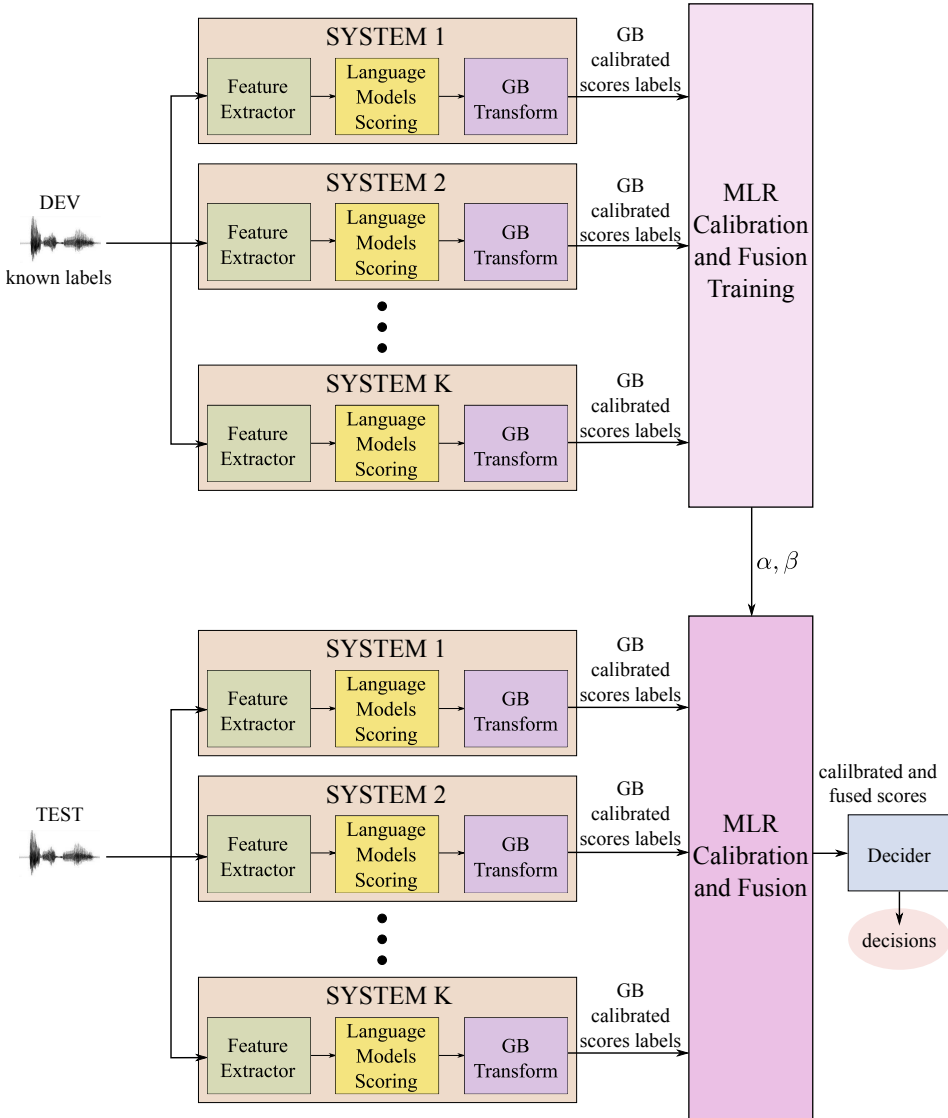 SYSTEM 1
Feature
Extractor
Language
Models
Scoring
GB
Transform
GB
calibrated
scores labels
SYSTEM 2
Feature
Extractor
Language
Models
Scoring
GB
Transform
GB
calibrated
scores labels
DEV
known labels
SYSTEM K
Feature
Extractor
Language
Models
Scoring
GB
Transform
GB
calibrated
scores labels
MLR
Calibration
and Fusion
Training
α, β
SYSTEM 1
Feature
Extractor
Language
Models
Scoring
GB
Transform
GB
calibrated
scores labels
TEST
SYSTEM 2
Feature
Extractor
Language
Models
Scoring
GB
Transform
GB
calibrated
scores labels
SYSTEM K
Feature
Extractor
Language
Models
Scoring
GB
Transform
GB
calibrated
scores labels
MLR
Calibration
and Fusion
calilbrated and
fused scores
Decider
decisions